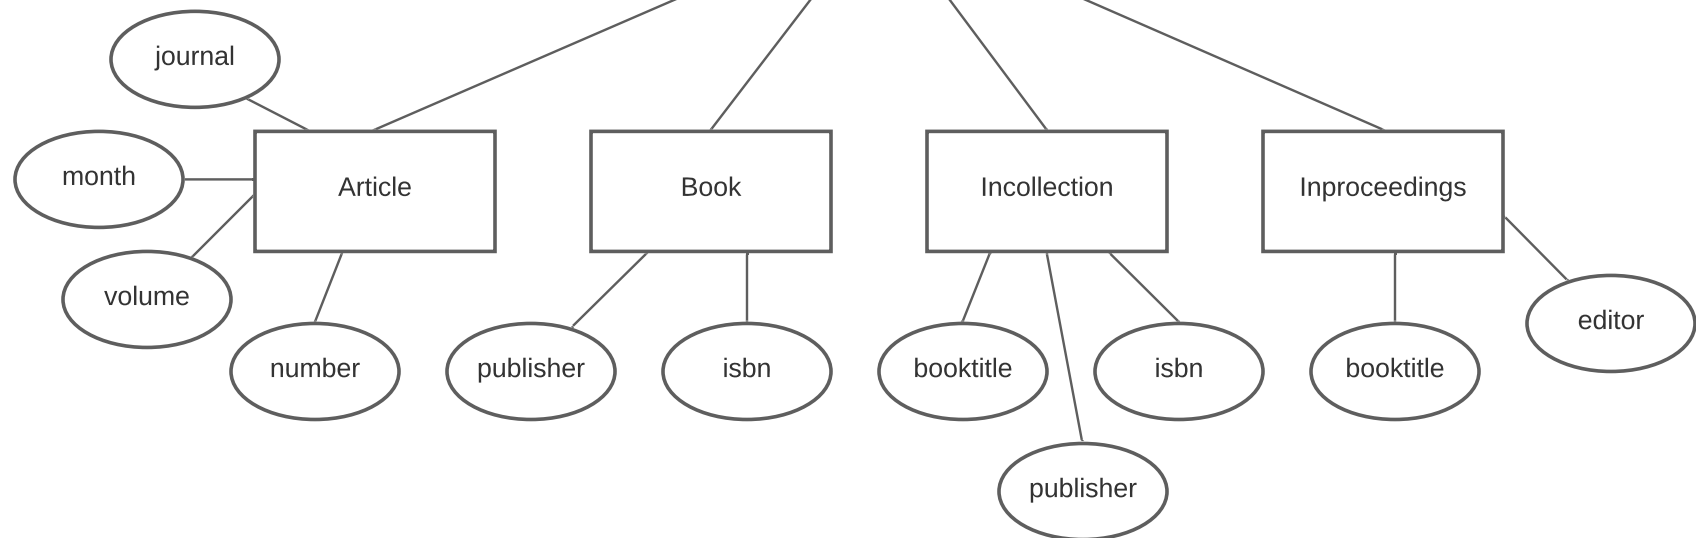 journal
month
Article
Book
Incollection
Inproceedings
volume
editor
number
publisher
isbn
booktitle
isbn
booktitle
publisher